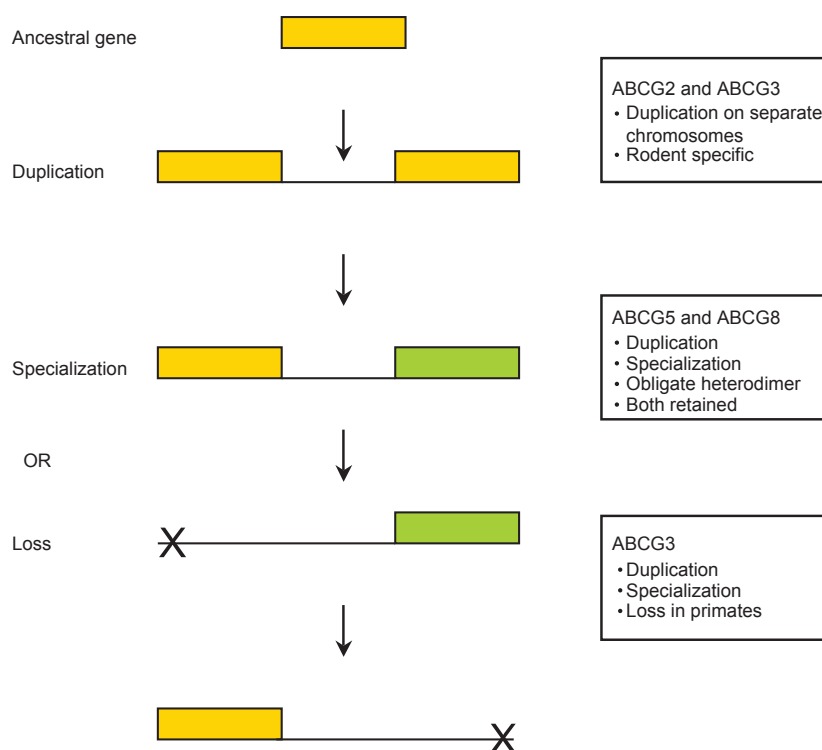 Ancestral gene
Duplication
Specialization
OR
Loss
X
X
ABCG2 and ABCG3
• Duplication on separate
chromosomes
• Rodent specific
ABCG5 and ABCG8
• Duplication
• Specialization
• Obligate heterodimer
• Both retained
ABCG3
• Duplication
• Specialization
• Loss in primates